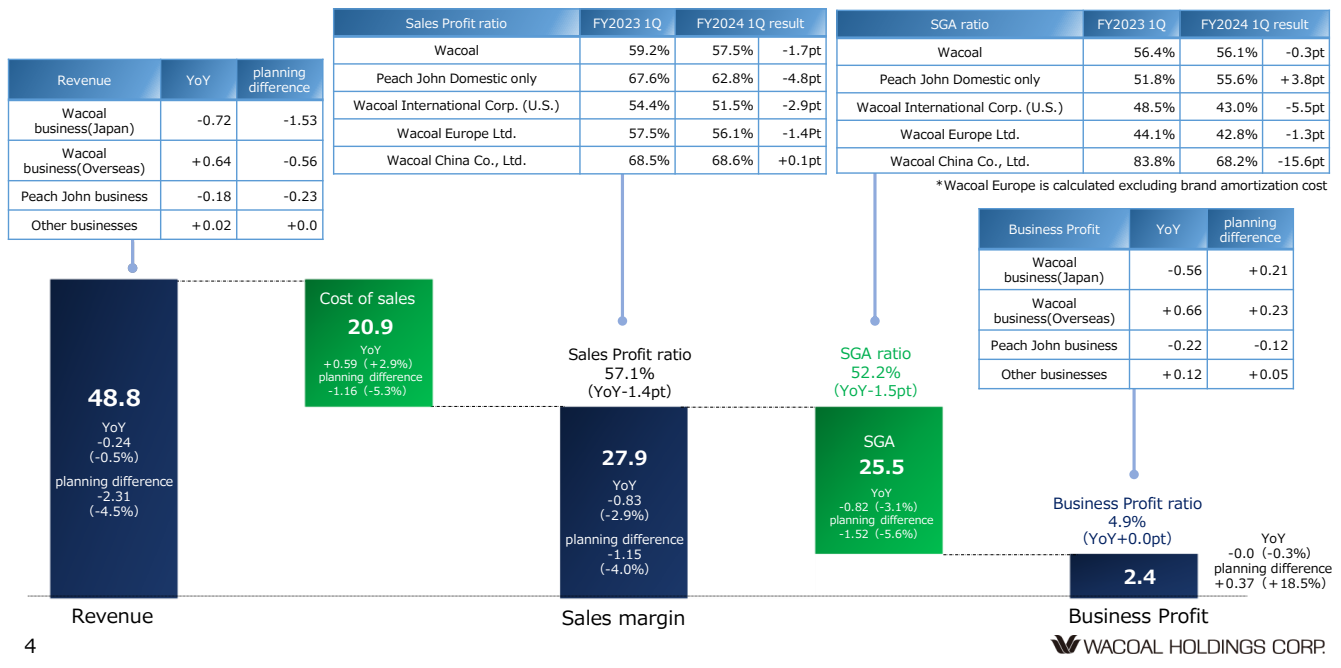 Revenue YoY planning difference
Wacoal business(Japan) -0.72 -1.53
Wacoal business(Overseas) +0.64 -0.56
Peach John business -0.18 -0.23
Other businesses +0.02 +0.0
Sales Profit ratio FY2023 1Q FY2024 1Q result
Wacoal 59.2% 57.5% -1.7pt
Peach John Domestic only 67.6% 62.8% -4.8pt
Wacoal International Corp. (U.S.) 54.4% 51.5% -2.9pt
Wacoal Europe Ltd. 57.5% 56.1% -1.4Pt
Wacoal China Co., Ltd. 68.5% 68.6% +0.1pt
SGA ratio FY2023 1Q FY2024 1Q result
Wacoal 56.4% 56.1% -0.3pt
Peach John Domestic only 51.8% 55.6% +3.8pt
Wacoal International Corp. (U.S.) 48.5% 43.0% -5.5pt
Wacoal Europe Ltd. 44.1% 42.8% -1.3pt
Wacoal China Co., Ltd. 83.8% 68.2% -15.6pt
*Wacoal Europe is calculated excluding brand amortization cost
Business Profit YoY planning difference
Wacoal business(Japan) -0.56 +0.21
Wacoal business(Overseas) +0.66 +0.23
Peach John business -0.22 -0.12
Other businesses +0.12 +0.05
48.8
YoY
-0.24
(-0.5%)
planning difference
-2.31
(-4.5%)
Revenue
Cost of sales
20.9
YoY
+0.59 (+2.9%)
planning difference
-1.16 (-5.3%)
Sales Profit ratio
57.1%
(YoY-1.4pt)
27.9
YoY
-0.83
(-2.9%)
planning difference
-1.15
(-4.0%)
Sales margin
SGA ratio
52.2%
(YoY-1.5pt)
SGA
25.5
YoY
-0.82 (-3.1%)
planning difference
-1.52 (-5.6%)
Business Profit ratio
4.9%
(YoY+0.0pt)
2.4
YoY
-0.0 (-0.3%)
planning difference
+0.37 (+18.5%)
Business Profit
4
WACOAL HOLDINGS CORP.